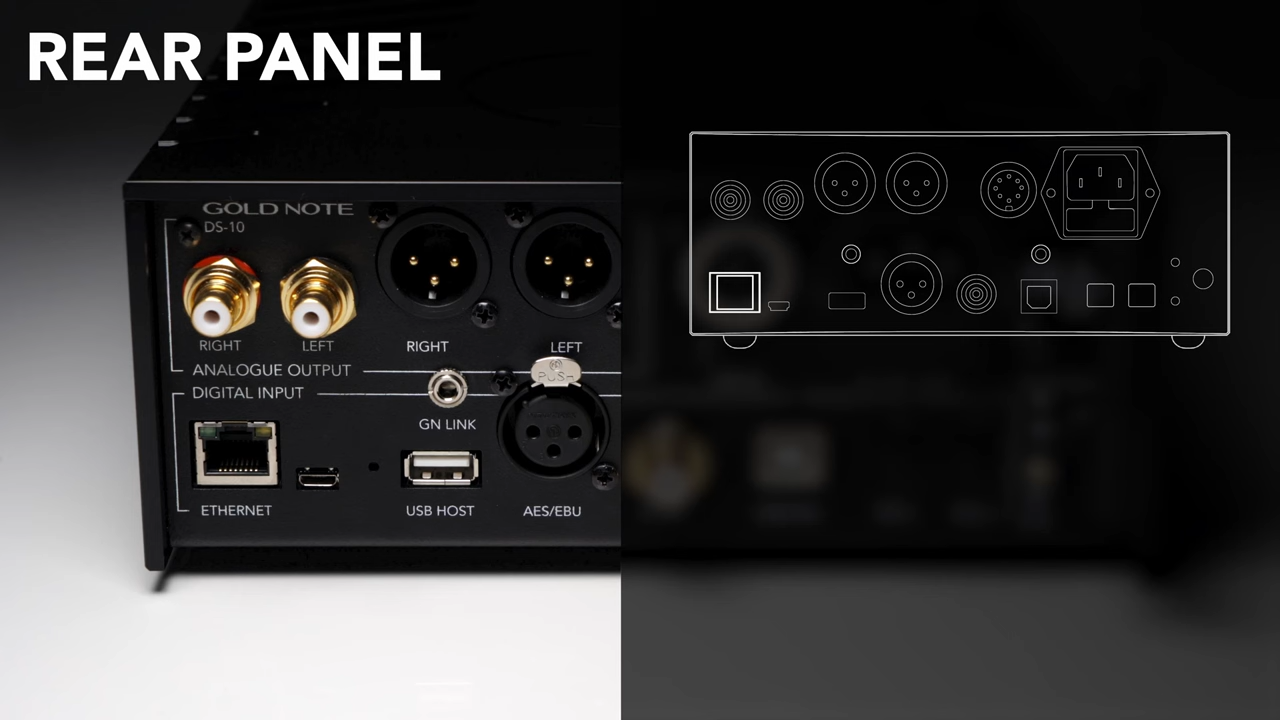 REAR PANEL
GOLD NOTE
DS-10
RIGHT
LEFT
RIGHT
LEFT
ANALOGUE OUTPUT
DIGITAL INPUT
PUSH
GN LINK
ETHERNET
USB HOST
AES/EBU